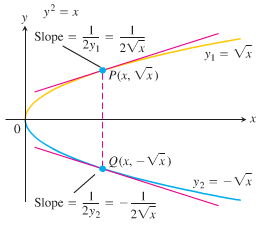 y
y² = x
Slope = 1/(2y₁) = 1/(2√x)
y₁ = √x
P(x, √x)
0
x
Q(x, −√x)
y₂ = −√x
Slope = 1/(2y₂) = −1/(2√x)